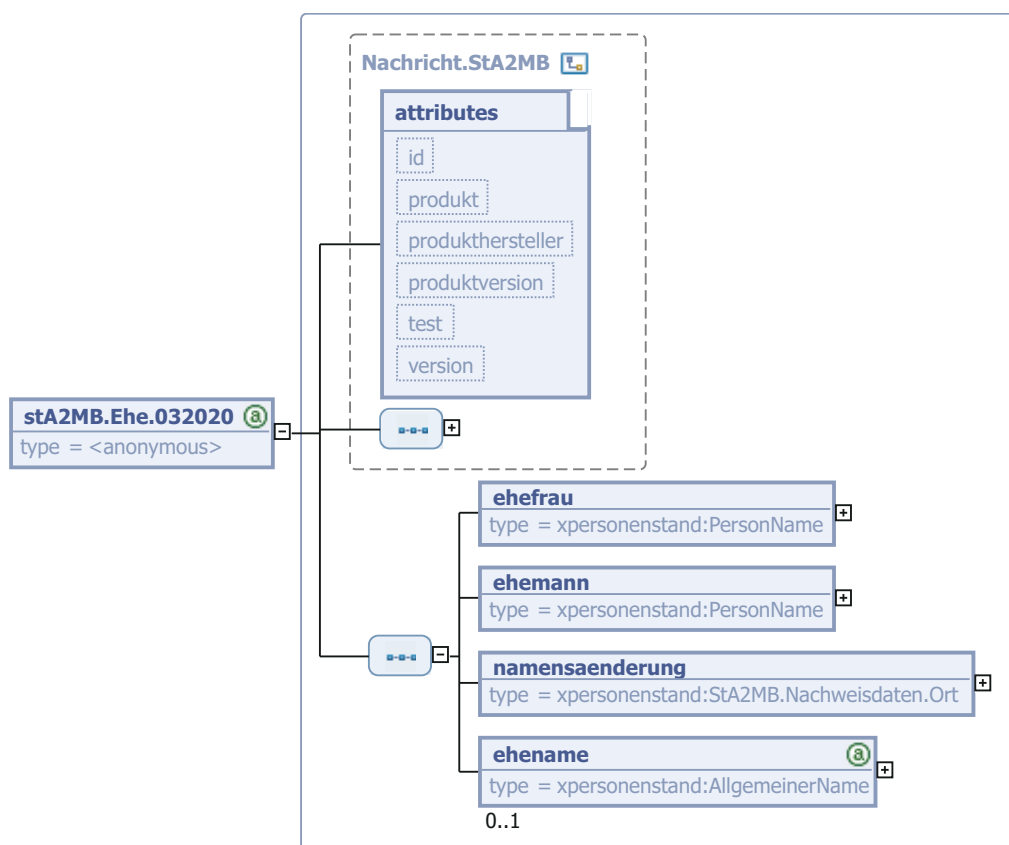 Nachricht.StA2MB
attributes
id
produkt
produkthersteller
produktversion
test
version
stA2MB.Ehe.032020 a
type = <anonymous>
ehefrau
type = xpersonenstand:PersonName
ehemann
type = xpersonenstand:PersonName
namensaenderung
type = xpersonenstand:StA2MB.Nachweisdaten.Ort
ehename a
type = xpersonenstand:AllgemeinerName
0..1